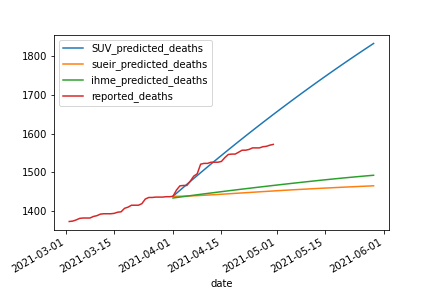 SUV_predicted_deaths
sueir_predicted_deaths
ihme_predicted_deaths
reported_deaths
1800
1700
1600
1500
1400
2021-03-01
2021-03-15
2021-04-01
2021-04-15
2021-05-01
2021-05-15
2021-06-01
date